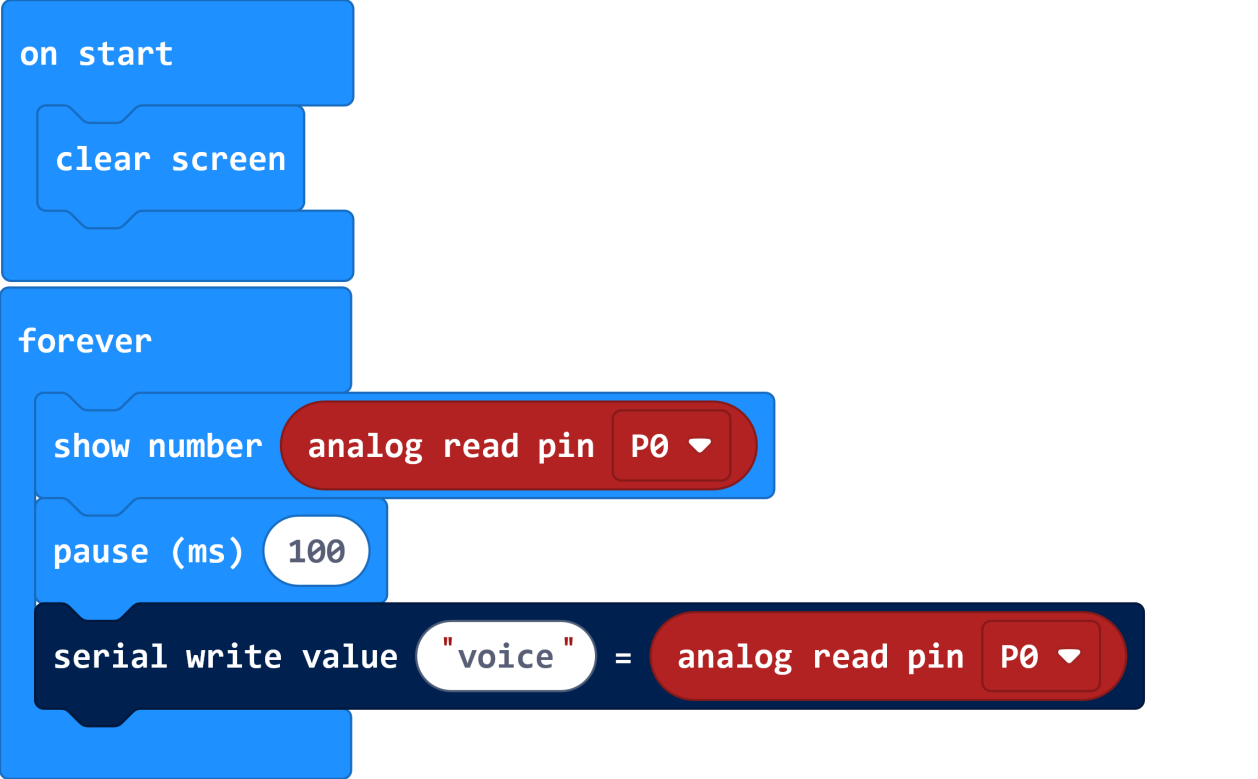 on start
clear screen
forever
show number analog read pin P0
pause (ms) 100
serial write value "voice" = analog read pin P0